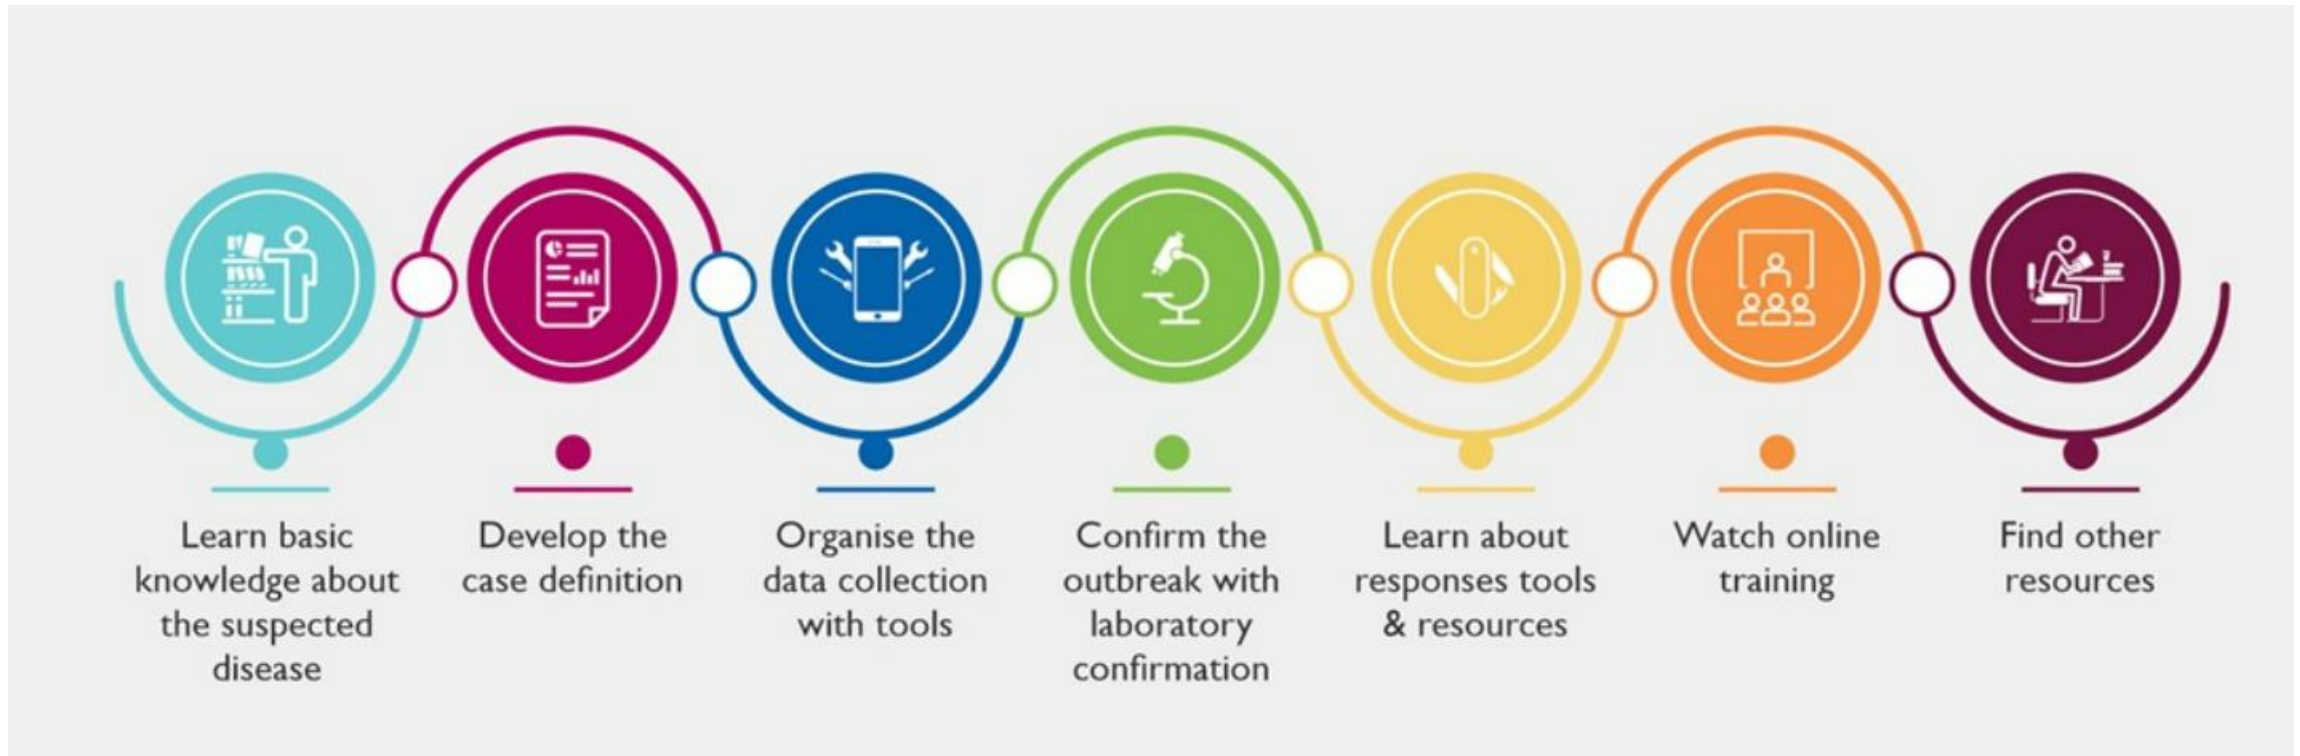 Learn basic
knowledge about
the suspected
disease
Develop the
case definition
Organise the
data collection
with tools
Confirm the
outbreak with
laboratory
confirmation
Learn about
responses tools
& resources
Watch online
training
Find other
resources